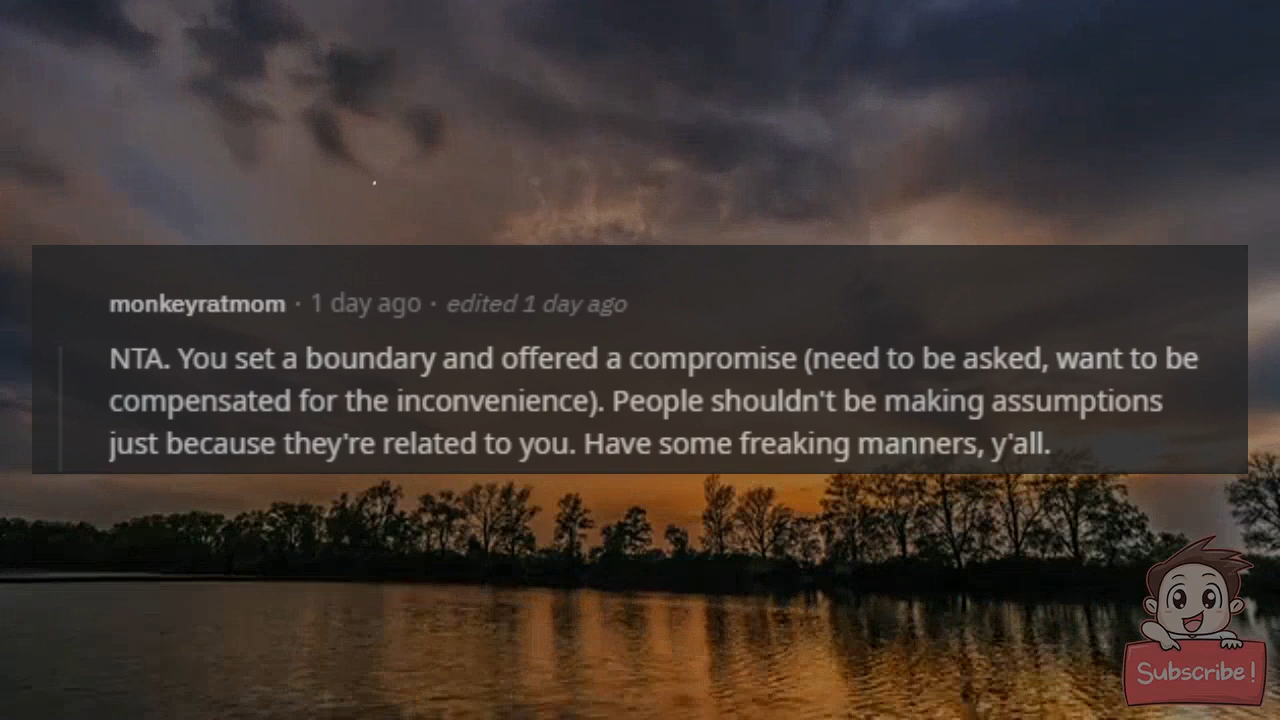 monkeyratmom · 1 day ago · edited 1 day ago
NTA. You set a boundary and offered a compromise (need to be asked, want to be
compensated for the inconvenience). People shouldn't be making assumptions
just because they're related to you. Have some freaking manners, y'all.
Subscribe!